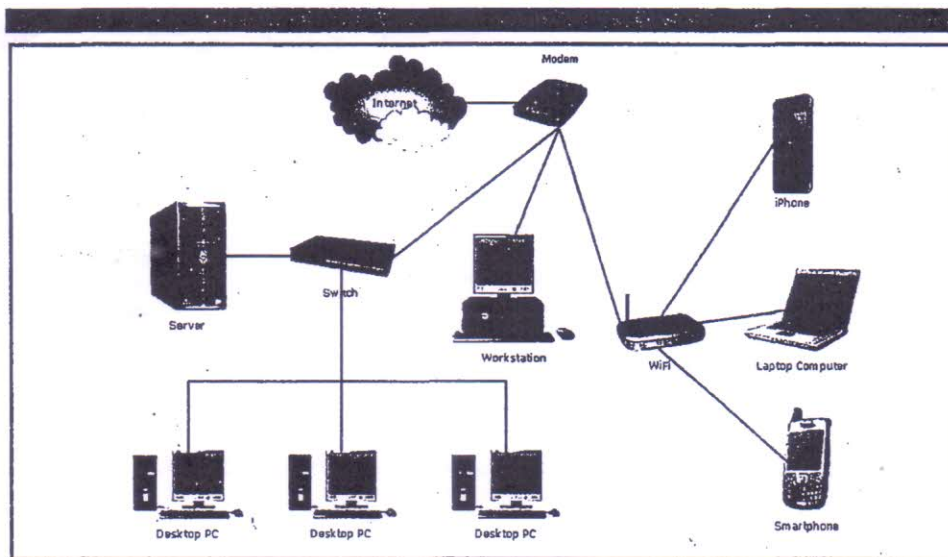 Modem
Internet
iPhone
Switch
Server
Workstation
WiFi
Laptop Computer
Desktop PC
Desktop PC
Desktop PC
Smartphone